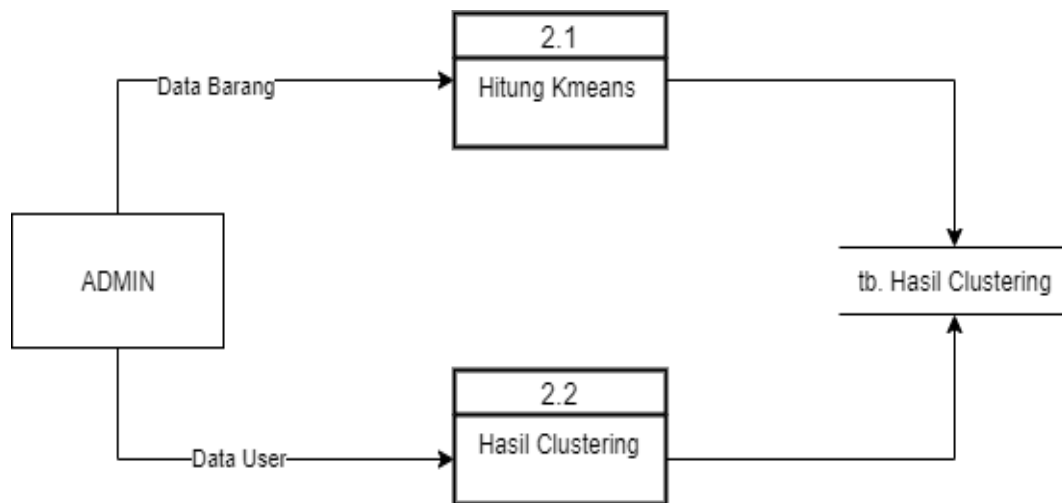 2.1
Hitung Kmeans
Data Barang
ADMIN
tb. Hasil Clustering
2.2
Hasil Clustering
Data User